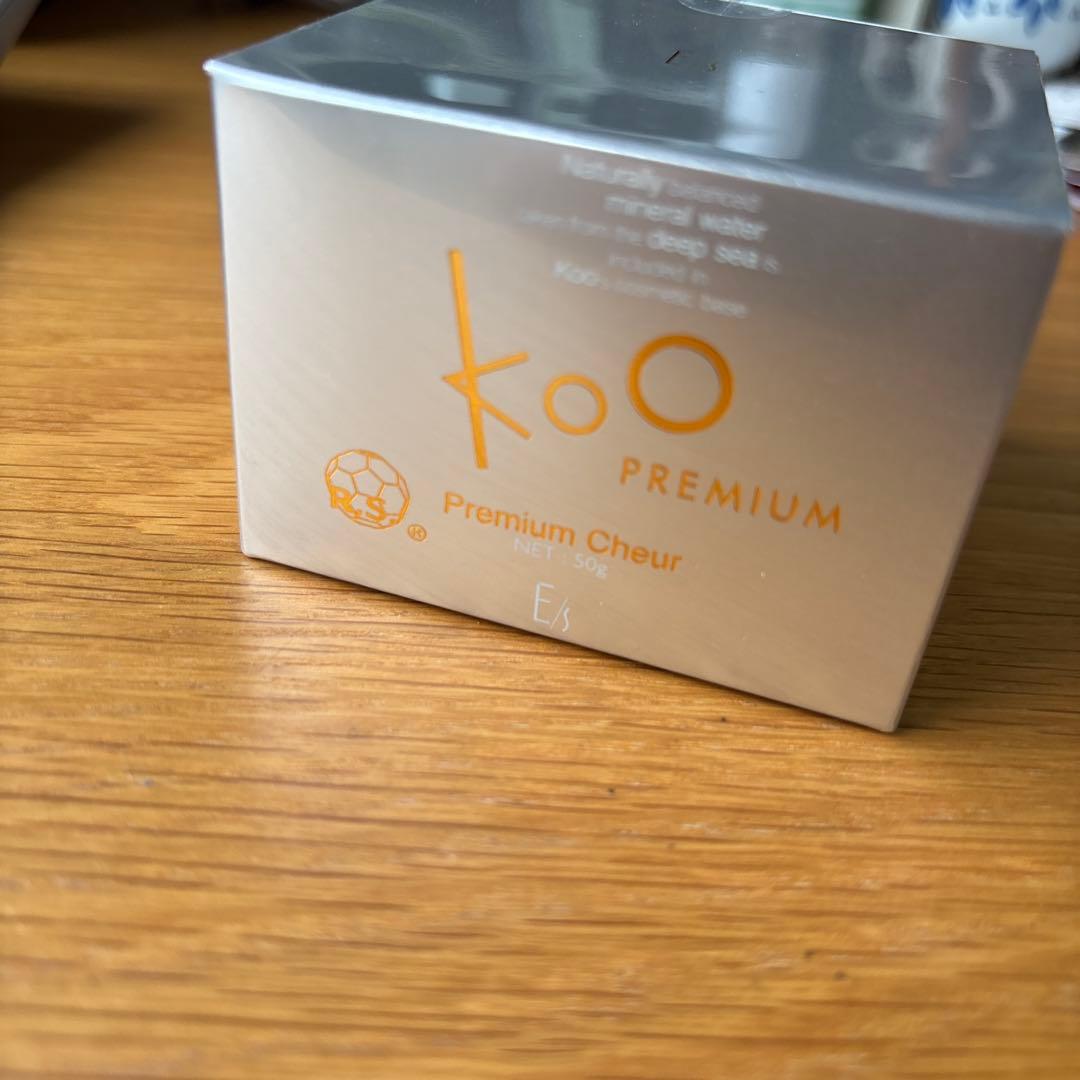 Naturally balanced
mineral water
taken from the deep sea is
included in
Koo's cosmetic base
Koo
PREMIUM
R.S.
®
Premium Cheur
NET : 50g
E/s